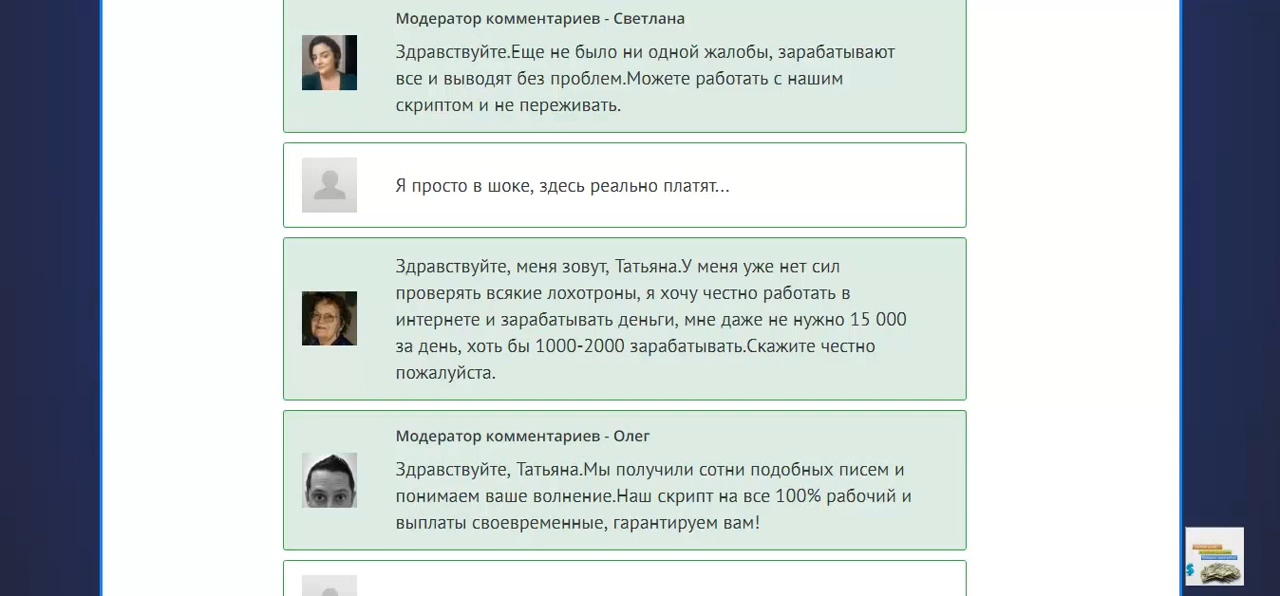 Модератор комментариев - Светлана
Здравствуйте.Еще не было ни одной жалобы, зарабатывают
все и выводят без проблем.Можете работать с нашим
скриптом и не переживать.
Я просто в шоке, здесь реально платят...
Здравствуйте, меня зовут, Татьяна.У меня уже нет сил
проверять всякие лохотроны, я хочу честно работать в
интернете и зарабатывать деньги, мне даже не нужно 15 000
за день, хоть бы 1000-2000 зарабатывать.Скажите честно
пожалуйста.
Модератор комментариев - Олег
Здравствуйте, Татьяна.Мы получили сотни подобных писем и
понимаем ваше волнение.Наш скрипт на все 100% рабочий и
выплаты своевременные, гарантируем вам!